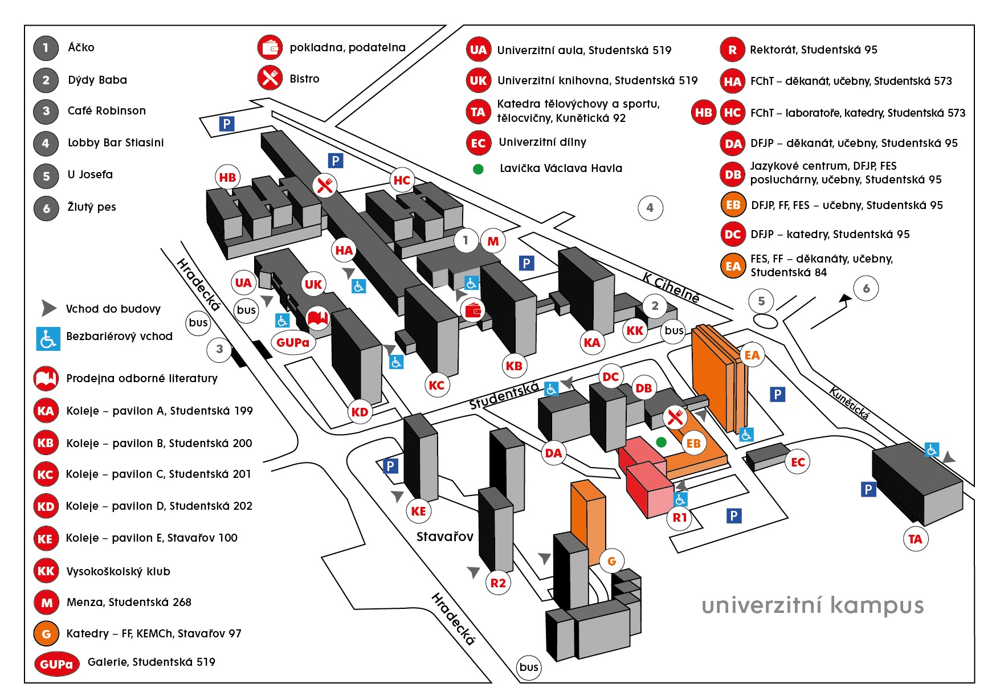 1 Áčko
2 Dýdy Baba
3 Café Robinson
4 Lobby Bar Stiasini
5 U Josefa
6 Žlutý pes
pokladna, podatelna
Bistro
UA Univerzitní aula, Studentská 519
UK Univerzitní knihovna, Studentská 519
TA Katedra tělovýchovy a sportu,
tělocvičny, Kunětická 92
EC Univerzitní dílny
Lavička Václava Havla
R Rektorát, Studentská 95
HA FChT – děkanát, učebny, Studentská 573
HB HC FChT – laboratoře, katedry, Studentská 573
DA DFJP – děkanát, učebny, Studentská 95
DB Jazykové centrum, DFJP, FES
posluchárny, učebny, Studentská 95
EB DFJP, FF, FES – učebny, Studentská 95
DC DFJP – katedry, Studentská 95
EA FES, FF – děkanáty, učebny,
Studentská 84
Vchod do budovy
Bezbariérový vchod
Prodejna odborné literatury
KA Koleje – pavilon A, Studentská 199
KB Koleje – pavilon B, Studentská 200
KC Koleje – pavilon C, Studentská 201
KD Koleje – pavilon D, Studentská 202
KE Koleje – pavilon E, Stavařov 100
KK Vysokoškolský klub
M Menza, Studentská 268
G Katedry – FF, KEMCh, Stavařov 97
GUPa Galerie, Studentská 519
P
P
HB
HC
4
1
M
HA
P
Hradecká
K Cihelně
UA
UK
6
5
2
bus
bus
KK
bus
GUPa
KA
3
EA
KB
DC
KC
DB
Studentská
P
Kunětická
KD
EB
DA
EC
P
P
KE
R1
P
Stavařov
TA
G
R2
Hradecká
univerzitní kampus
bus